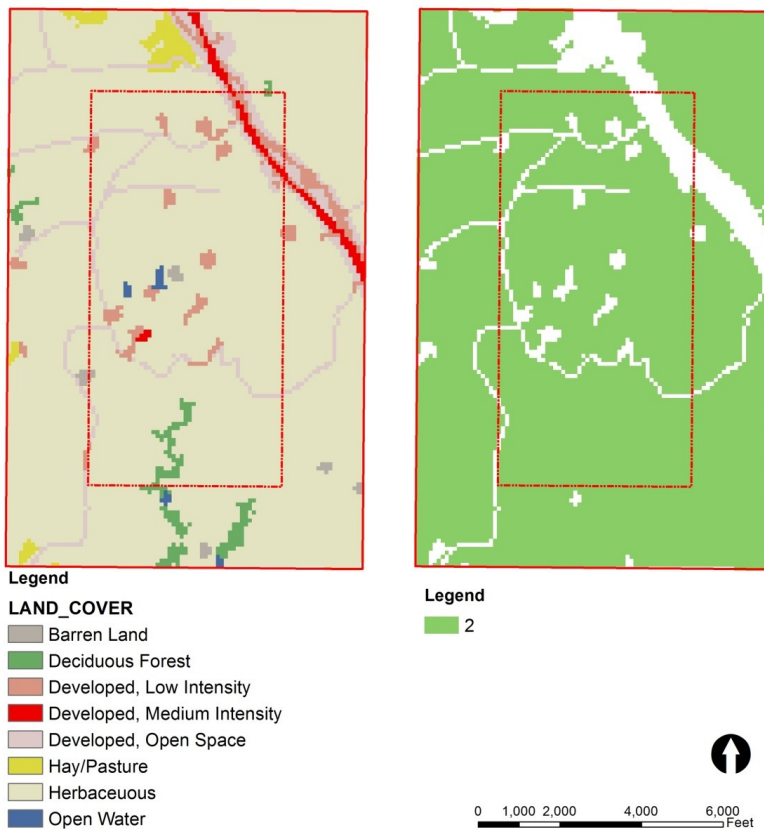 Legend
LAND_COVER
Barren Land
Deciduous Forest
Developed, Low Intensity
Developed, Medium Intensity
Developed, Open Space
Hay/Pasture
Herbaceuous
Open Water
Legend
2
0 1,000 2,000 4,000 6,000
Feet